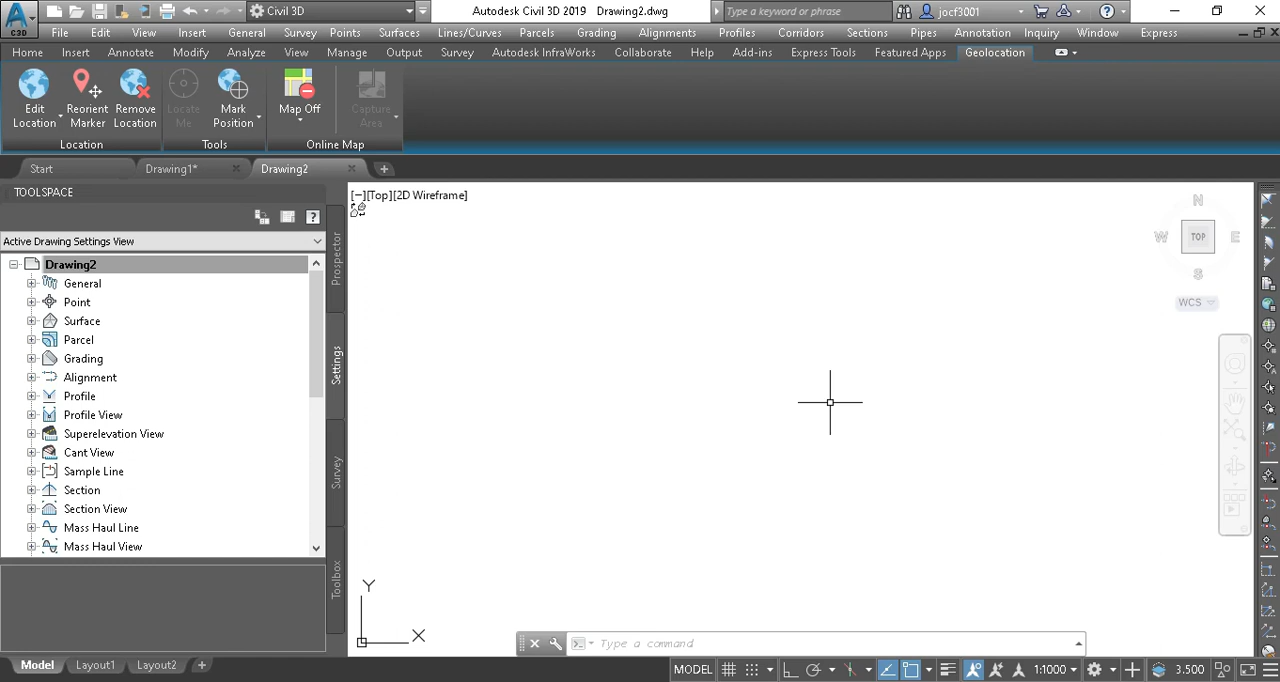 C3D Civil 3D Autodesk Civil 3D 2019 Drawing2.dwg Type a keyword or phrase jocf3001
File Edit View Insert General Survey Points Surfaces Lines/Curves Parcels Grading Alignments Profiles Corridors Sections Pipes Annotation Inquiry Window Express
Home Insert Annotate Modify Analyze View Manage Output Survey Autodesk InfraWorks Collaborate Help Add-ins Express Tools Featured Apps Geolocation
Edit Location
Reorient Marker
Remove Location
Locate Me
Mark Position
Map Off
Capture Area
Location Tools Online Map
Start Drawing1* Drawing2
TOOLSPACE
[−][Top][2D Wireframe]
Active Drawing Settings View
Drawing2
General
Point
Surface
Parcel
Grading
Alignment
Profile
Profile View
Superelevation View
Cant View
Sample Line
Section
Section View
Mass Haul Line
Mass Haul View
Prospector
Settings
Survey
Toolbox
N
W TOP E
S
WCS
Y
X
Type a command
Model Layout1 Layout2 MODEL 1:1000 3.500